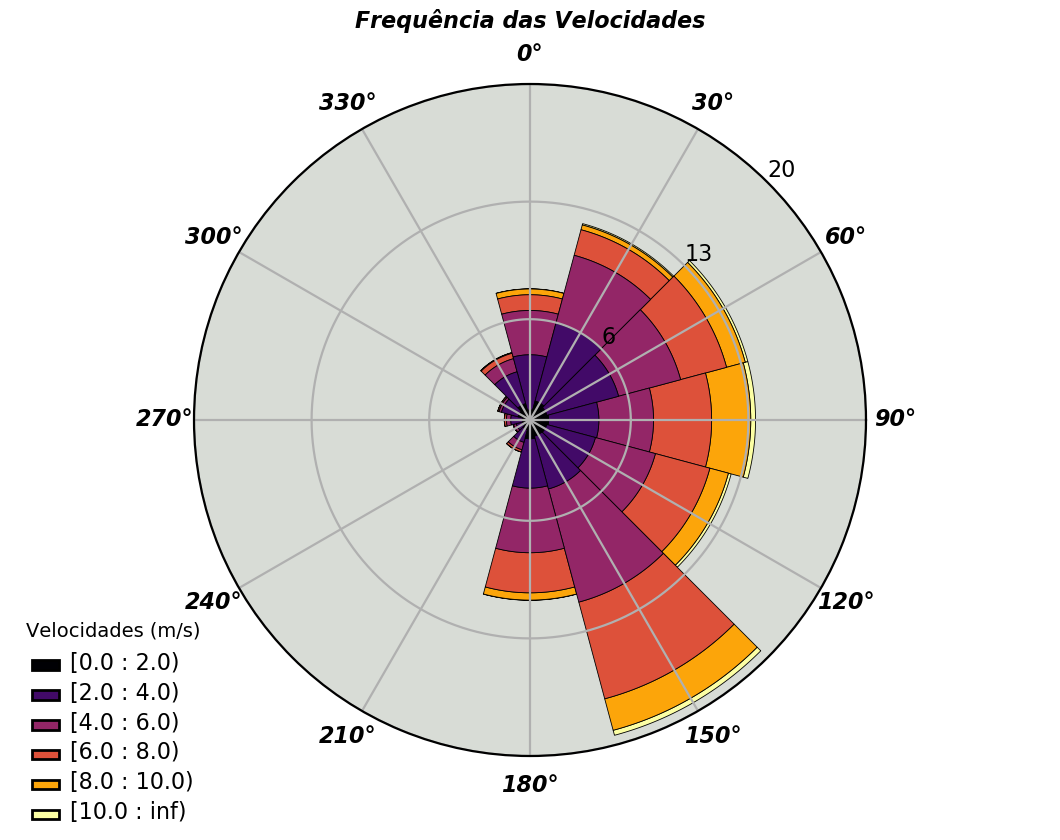 Frequência das Velocidades
0°
330°
30°
20
300°
60°
13
6
270°
90°
240°
120°
210°
150°
180°
Velocidades (m/s)
[0.0 : 2.0)
[2.0 : 4.0)
[4.0 : 6.0)
[6.0 : 8.0)
[8.0 : 10.0)
[10.0 : inf)